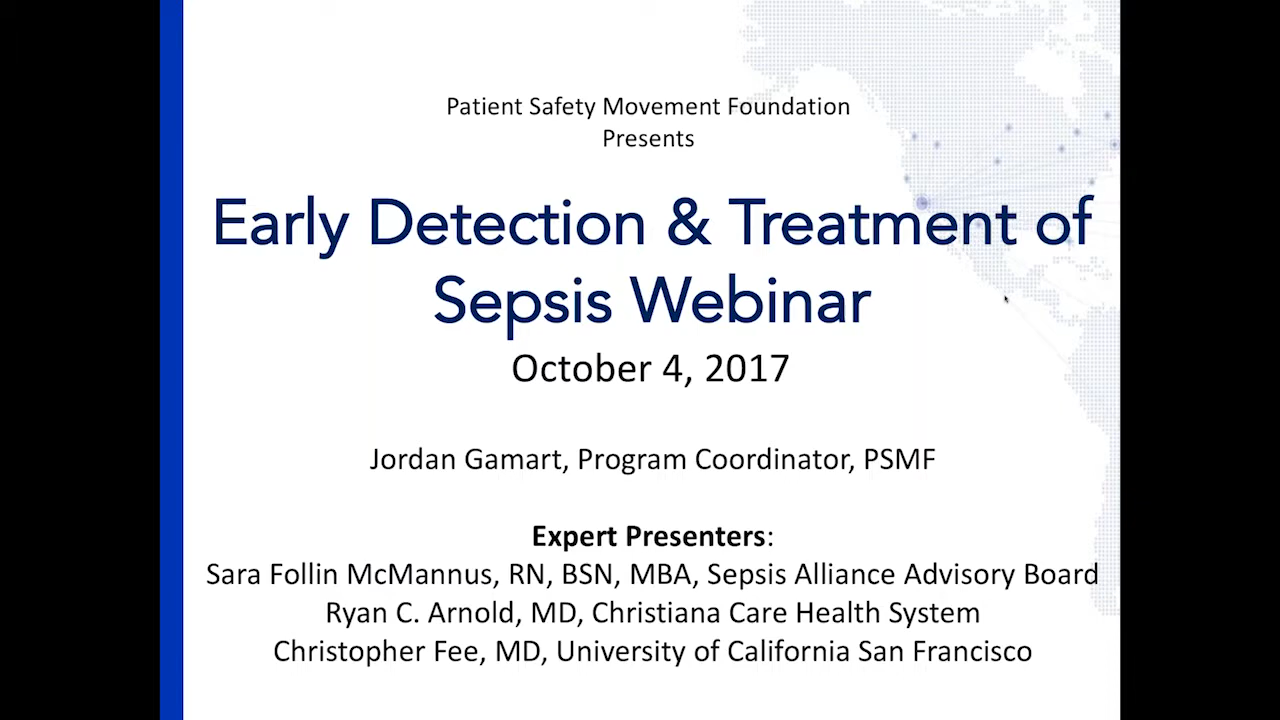 Patient Safety Movement Foundation
Presents
Early Detection & Treatment of
Sepsis Webinar
October 4, 2017
Jordan Gamart, Program Coordinator, PSMF
Expert Presenters:
Sara Follin McMannus, RN, BSN, MBA, Sepsis Alliance Advisory Board
Ryan C. Arnold, MD, Christiana Care Health System
Christopher Fee, MD, University of California San Francisco